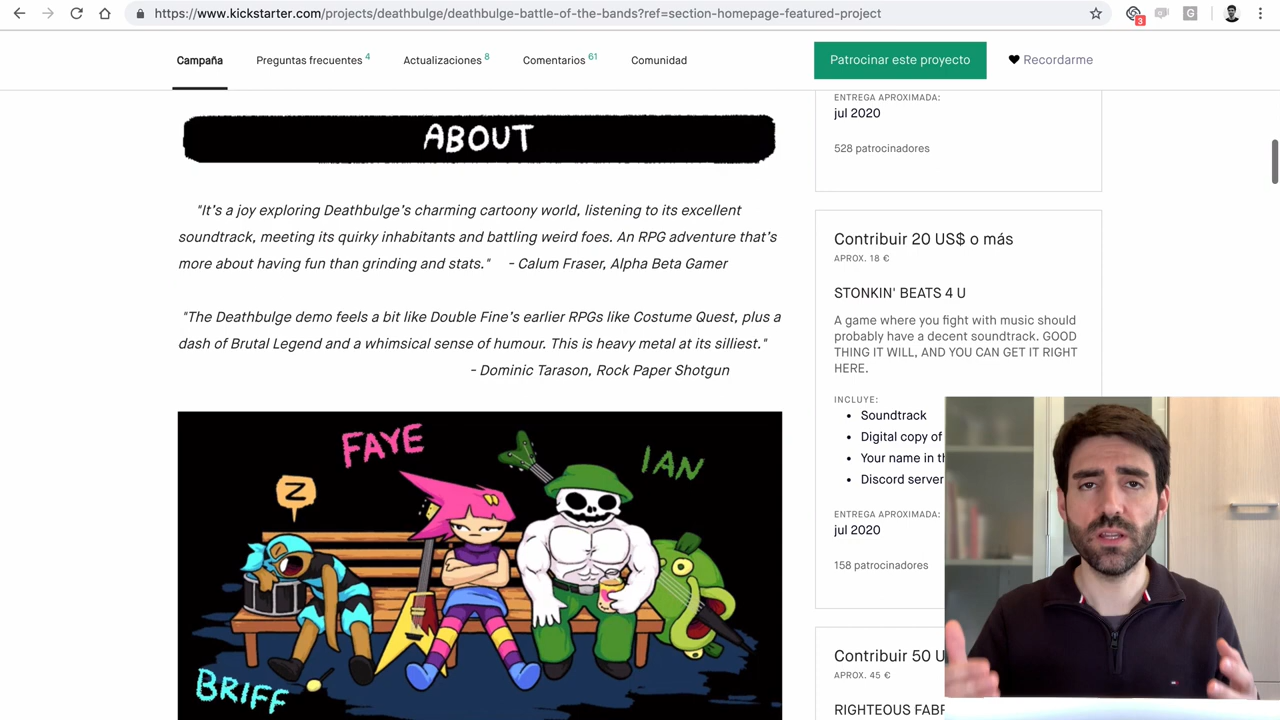 https://www.kickstarter.com/projects/deathbulge/deathbulge-battle-of-the-bands?ref=section-homepage-featured-project
3
G
Campaña
Preguntas frecuentes 4
Actualizaciones 8
Comentarios 61
Comunidad
Patrocinar este proyecto
Recordarme
ABOUT
"It's a joy exploring Deathbulge's charming cartoony world, listening to its excellent
soundtrack, meeting its quirky inhabitants and battling weird foes. An RPG adventure that's
more about having fun than grinding and stats."    - Calum Fraser, Alpha Beta Gamer
"The Deathbulge demo feels a bit like Double Fine's earlier RPGs like Costume Quest, plus a
dash of Brutal Legend and a whimsical sense of humour. This is heavy metal at its silliest."
- Dominic Tarason, Rock Paper Shotgun
FAYE
IAN
Z
BRIFF
ENTREGA APROXIMADA:
jul 2020
528 patrocinadores
Contribuir 20 US$ o más
APROX. 18 €
STONKIN' BEATS 4 U
A game where you fight with music should
probably have a decent soundtrack. GOOD
THING IT WILL, AND YOU CAN GET IT RIGHT
HERE.
INCLUYE:
• Soundtrack
• Digital copy of
• Your name in th
• Discord server
ENTREGA APROXIMADA:
jul 2020
158 patrocinadores
Contribuir 50 U
APROX. 45 €
RIGHTEOUS FABR